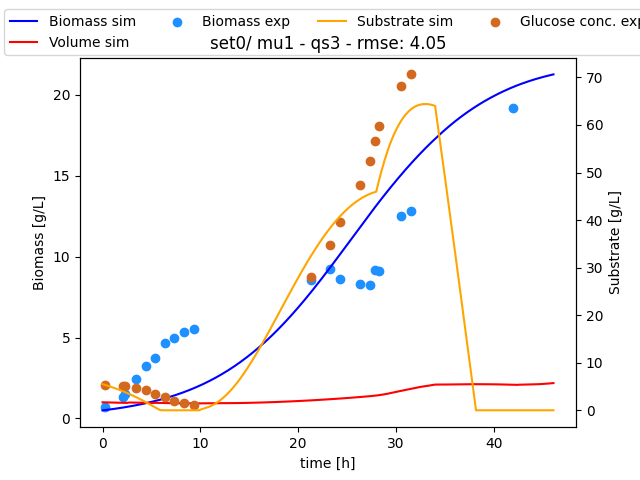 Biomass sim Biomass exp Substrate sim Glucose conc. exp
Volume sim
set0/ mu1 - qs3 - rmse: 4.05
Biomass [g/L]
20
15
10
5
0
70
60
50
40
30
20
10
0
Substrate [g/L]
0 10 20 30 40
time [h]